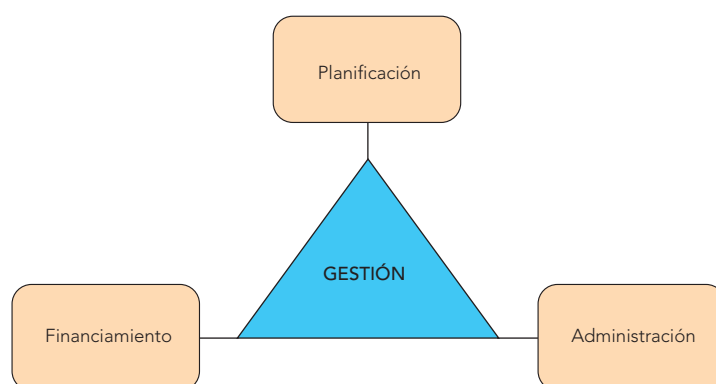 Planificación
GESTIÓN
Financiamiento
Administración